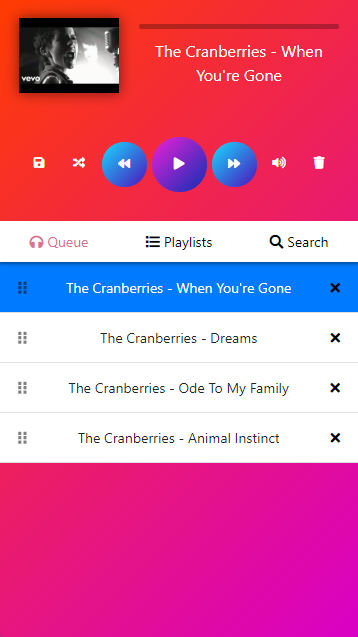 vevo
The Cranberries - When
You're Gone
Queue
Playlists
Search
The Cranberries - When You're Gone
The Cranberries - Dreams
The Cranberries - Ode To My Family
The Cranberries - Animal Instinct